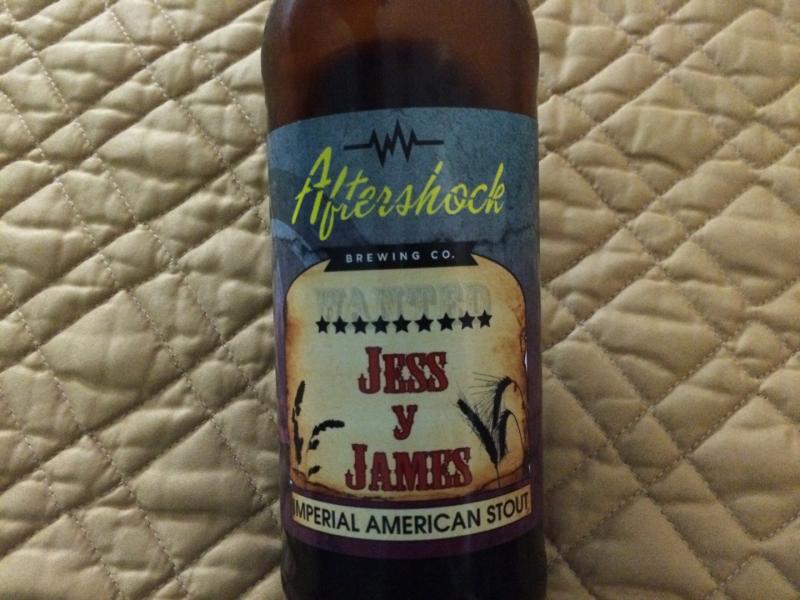 Aftershock
BREWING CO.
WANTED
JESS
y
JAMES
IMPERIAL AMERICAN STOUT